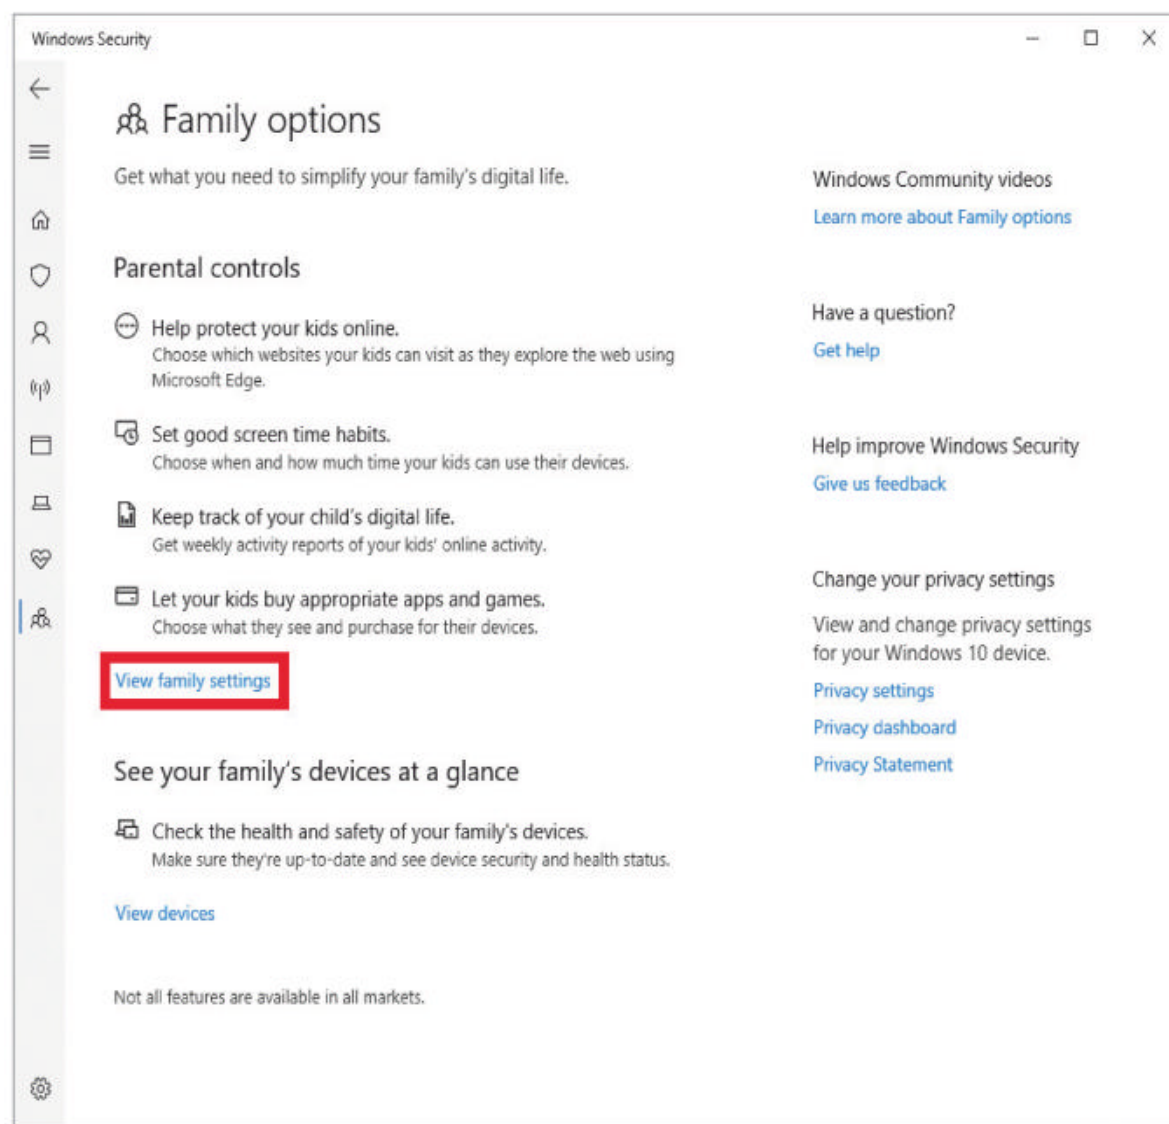 Windows Security
Family options
Get what you need to simplify your family's digital life.
Parental controls
Help protect your kids online.
Choose which websites your kids can visit as they explore the web using
Microsoft Edge.
Set good screen time habits.
Choose when and how much time your kids can use their devices.
Keep track of your child's digital life.
Get weekly activity reports of your kids' online activity.
Let your kids buy appropriate apps and games.
Choose what they see and purchase for their devices.
View family settings
See your family's devices at a glance
Check the health and safety of your family's devices.
Make sure they're up-to-date and see device security and health status.
View devices
Not all features are available in all markets.
Windows Community videos
Learn more about Family options
Have a question?
Get help
Help improve Windows Security
Give us feedback
Change your privacy settings
View and change privacy settings
for your Windows 10 device.
Privacy settings
Privacy dashboard
Privacy Statement